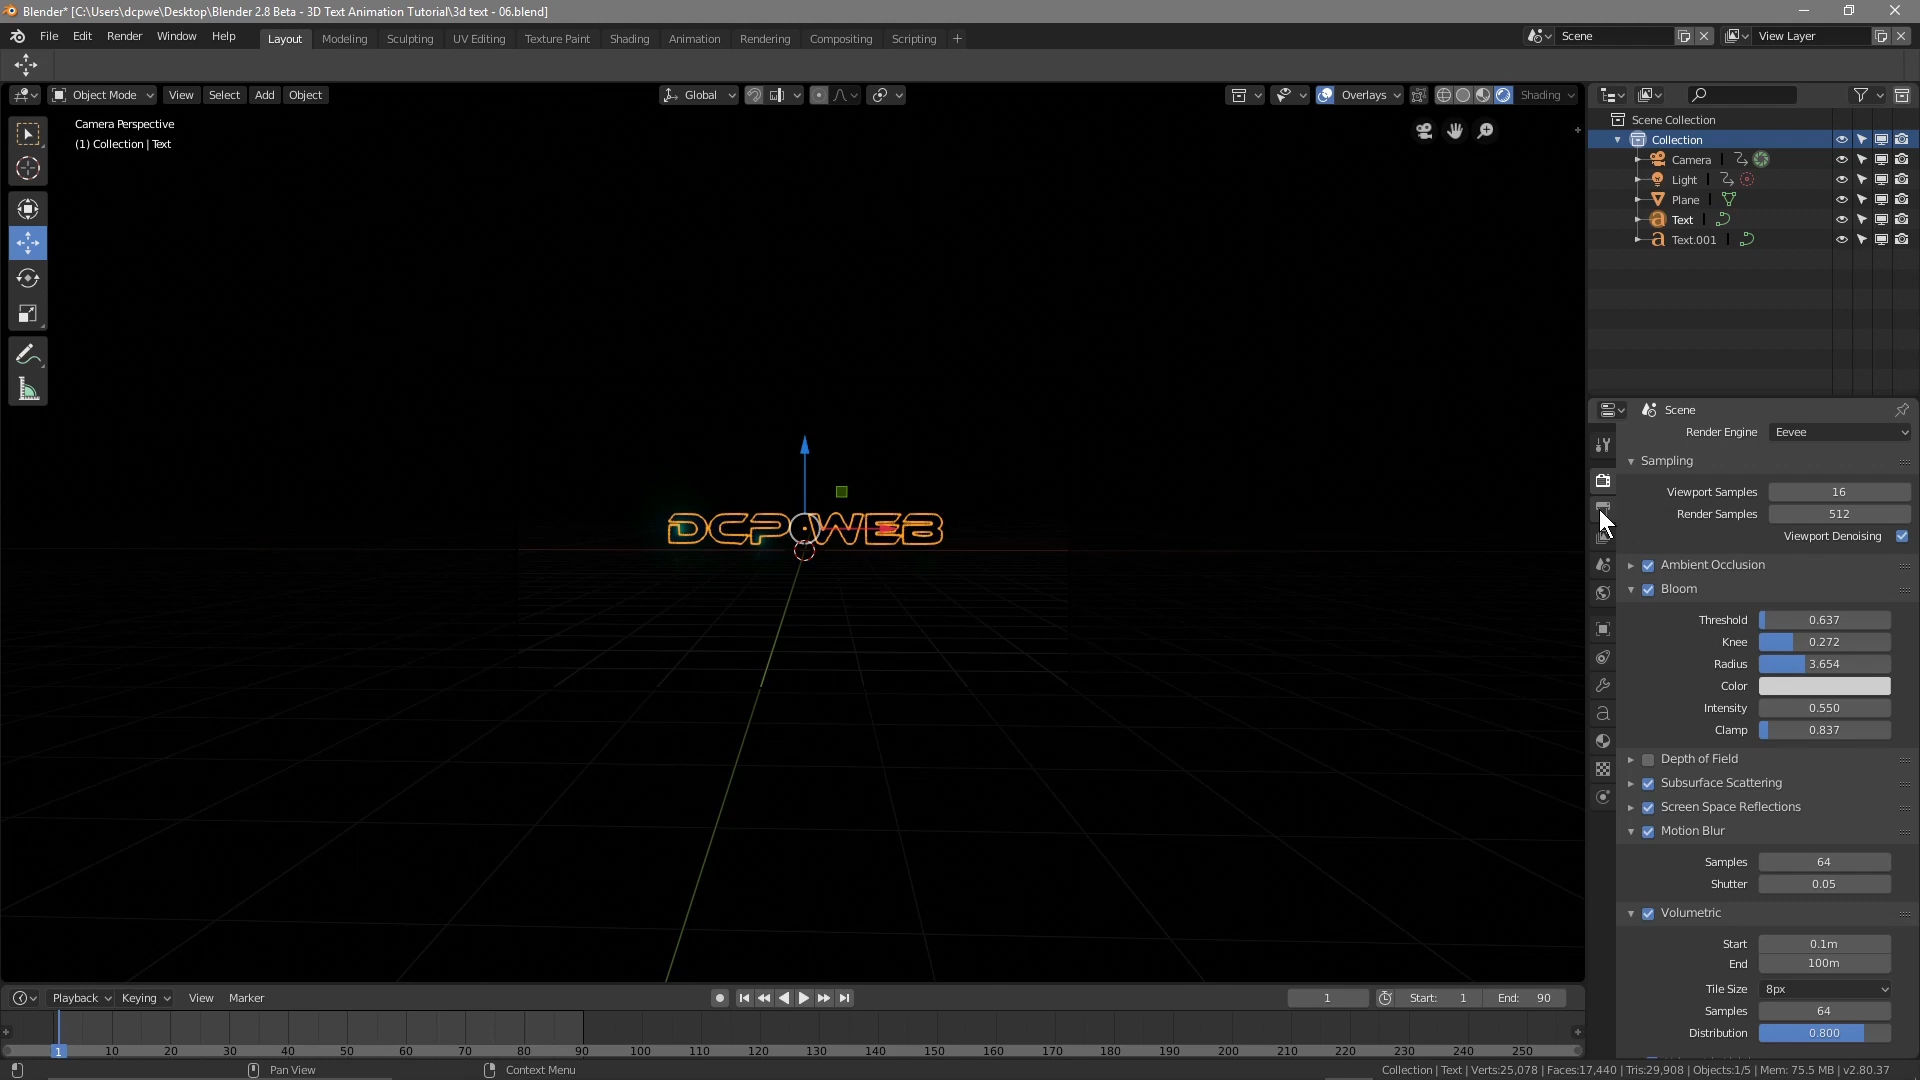 Blender* [C:\Users\dcpwe\Desktop\Blender 2.8 Beta - 3D Text Animation Tutorial\3d text - 06.blend]
File Edit Render Window Help Layout Modeling Sculpting UV Editing Texture Paint Shading Animation Rendering Compositing Scripting + Scene View Layer
Object Mode View Select Add Object Global Overlays Shading
Camera Perspective
(1) Collection | Text
DCPWEB
Scene Collection
Collection
Camera
Light
Plane
Text
Text.001
Scene
Render Engine Eevee
Sampling
Viewport Samples 16
Render Samples 512
Viewport Denoising
Ambient Occlusion
Bloom
Threshold 0.637
Knee 0.272
Radius 3.654
Color
Intensity 0.550
Clamp 0.837
Depth of Field
Subsurface Scattering
Screen Space Reflections
Motion Blur
Samples 64
Shutter 0.05
Volumetric
Start 0.1m
End 100m
Tile Size 8px
Samples 64
Distribution 0.800
Playback Keying View Marker 1 Start: 1 End: 90
1 10 20 30 40 50 60 70 80 90 100 110 120 130 140 150 160 170 180 190 200 210 220 230 240 250
Pan View Context Menu Collection | Text | Verts:25,078 | Faces:17,440 | Tris:29,908 | Objects:1/5 | Mem: 75.5 MB | v2.80.37